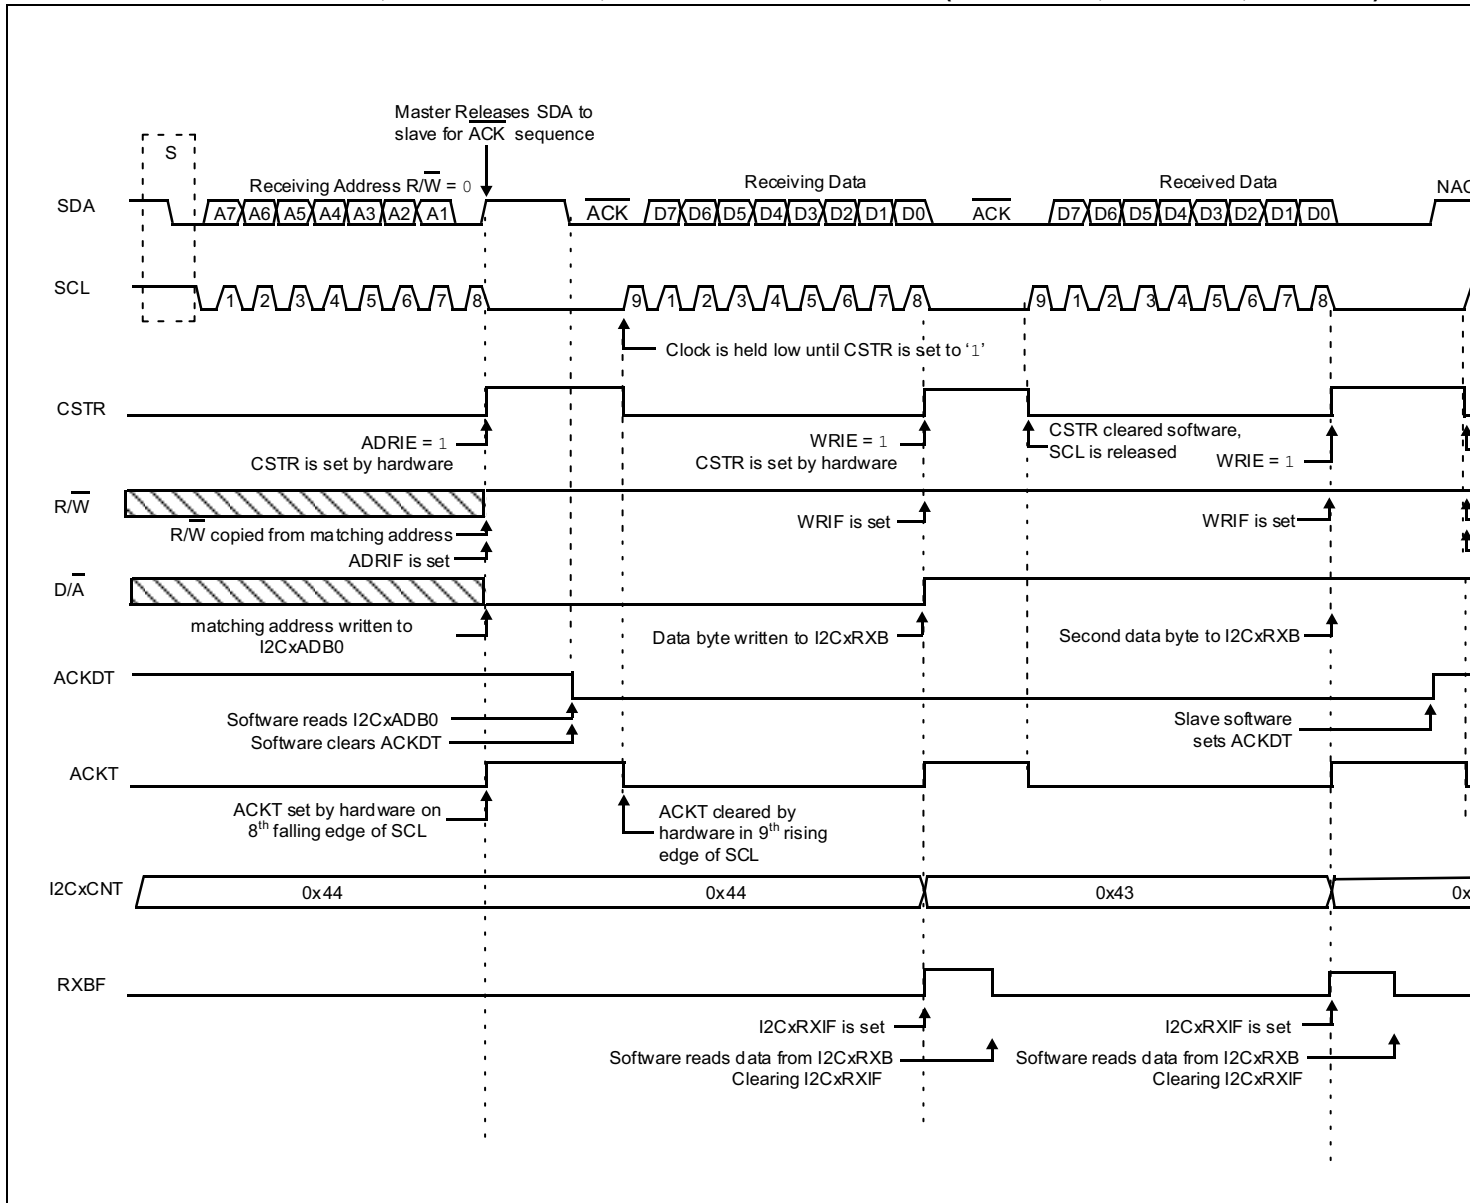 Master Releases SDA to
slave for ACK sequence
S
Receiving Address R/W = 0
Receiving Data
Received Data
SDA
A7 A6 A5 A4 A3 A2 A1
ACK
D7 D6 D5 D4 D3 D2 D1 D0
ACK
D7 D6 D5 D4 D3 D2 D1 D0
SCL
1 2 3 4 5 6 7 8
9 1 2 3 4 5 6 7 8
9 1 2 3 4 5 6 7 8
Clock is held low until CSTR is set to ‘1’
CSTR
ADRIE = 1
CSTR is set by hardware
WRIE = 1
CSTR is set by hardware
CSTR cleared software,
SCL is released
WRIE = 1
R/W
R/W copied from matching address
ADRIF is set
WRIF is set
WRIF is set
D/A
matching address written to
I2CxADB0
Data byte written to I2CxRXB
Second data byte to I2CxRXB
ACKDT
Software reads I2CxADB0
Software clears ACKDT
Slave software
sets ACKDT
ACKT
ACKT set by hardware on
8th falling edge of SCL
ACKT cleared by
hardware in 9th rising
edge of SCL
I2CxCNT
0x44
0x44
0x43
0x
RXBF
I2CxRXIF is set
Software reads data from I2CxRXB
Clearing I2CxRXIF
I2CxRXIF is set
Software reads data from I2CxRXB
Clearing I2CxRXIF